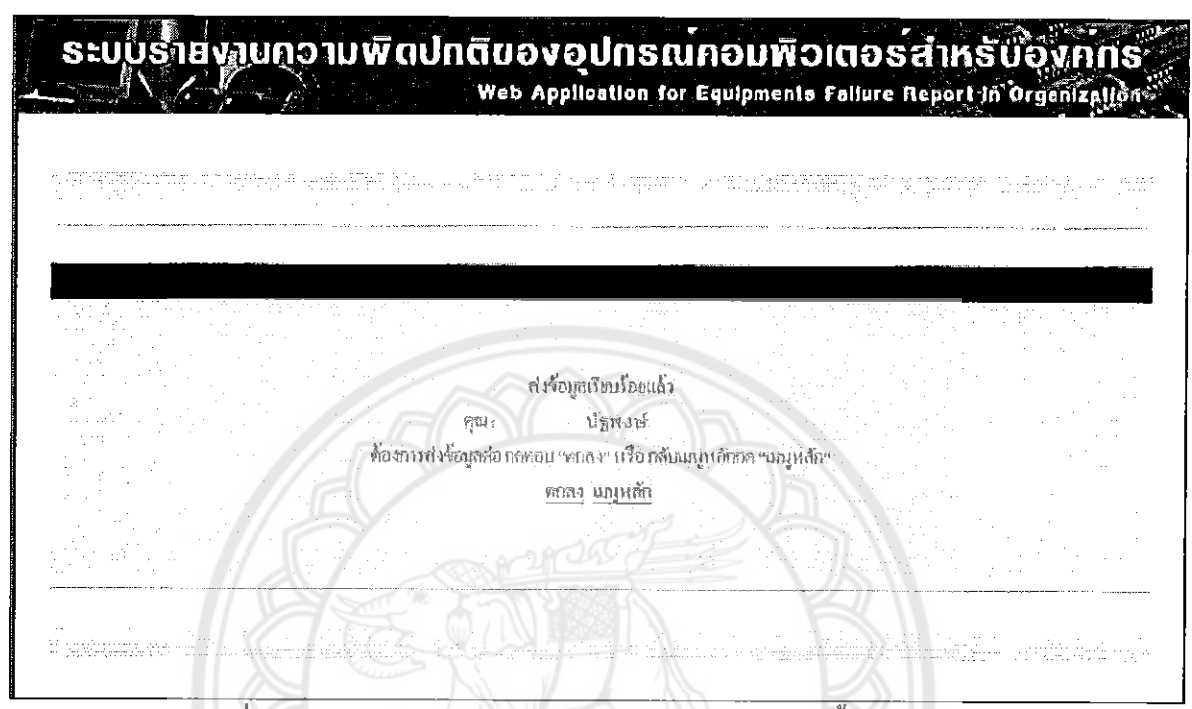 ระบบรายงานความผิดปกติของอุปกรณ์คอมพิวเตอร์สำหรับองค์กร
Web Application for Equipments Failure Report in Organization
ส่งข้อมูลเรียบร้อยแล้ว
คุณ: นัฐพงษ์
ต้องการส่งข้อมูลต่อ กดตอบ "ตกลง" หรือ กลับเมนูหลักกด "เมนูหลัก"
ตกลง เมนูหลัก